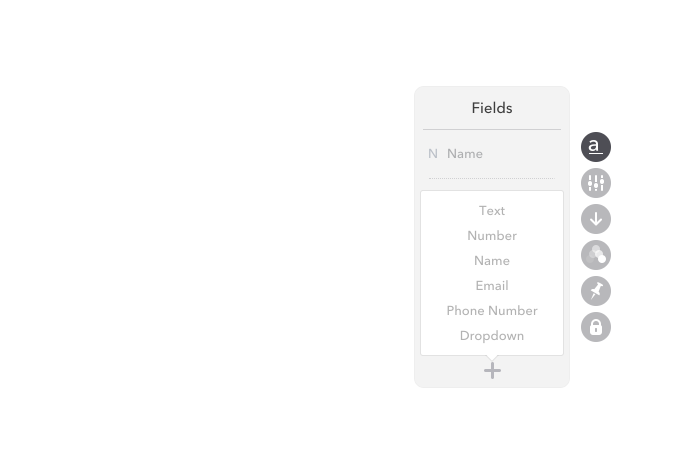 Fields
N Name
Text
Number
Name
Email
Phone Number
Dropdown
a